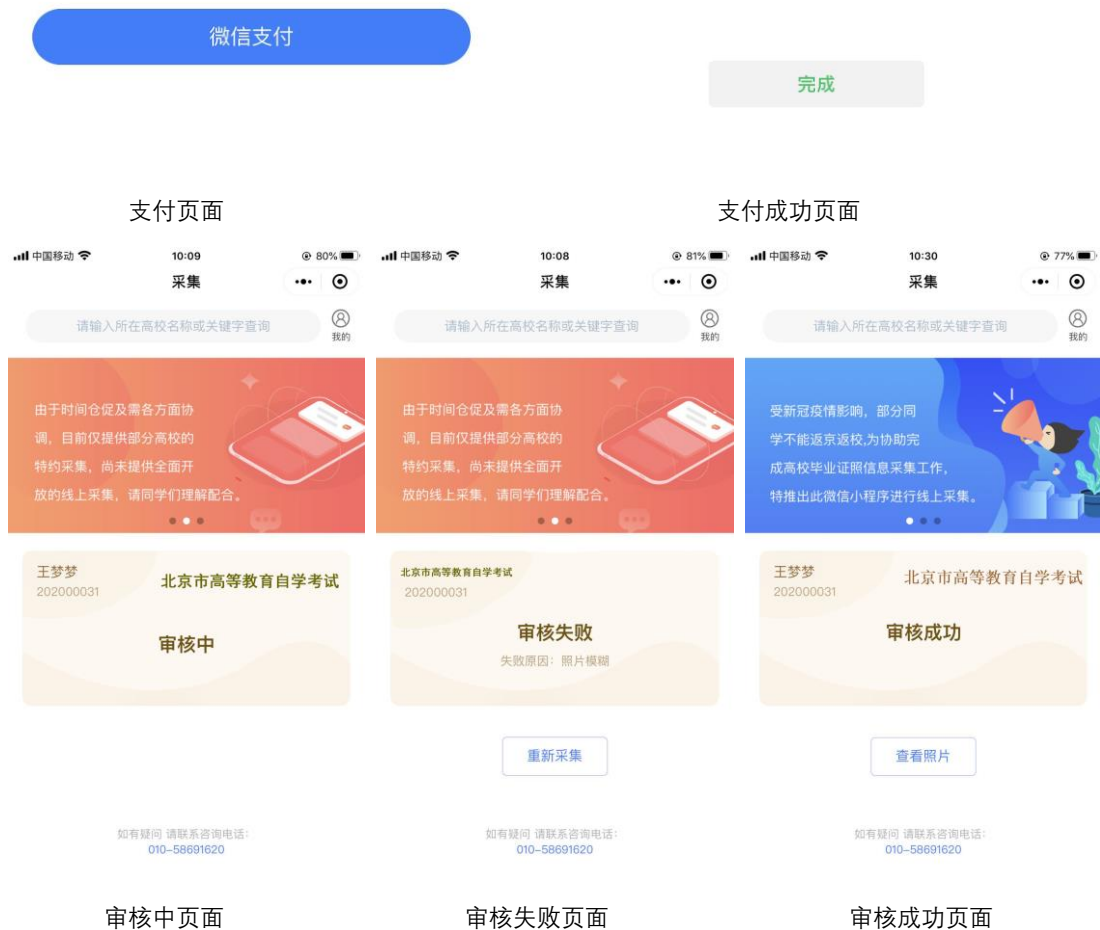 微信支付
完成
支付页面
支付成功页面
中国移动
10:09
80%
采集
请输入所在高校名称或关键字查询
我的
由于时间仓促及需各方面协
调，目前仅提供部分高校的
特约采集，尚未提供全面开
放的线上采集，请同学们理解配合。
王梦梦
202000031
北京市高等教育自学考试
审核中
如有疑问 请联系咨询电话：
010-58691620
审核中页面
中国移动
10:08
81%
采集
请输入所在高校名称或关键字查询
我的
由于时间仓促及需各方面协
调，目前仅提供部分高校的
特约采集，尚未提供全面开
放的线上采集，请同学们理解配合。
北京市高等教育自学考试
202000031
审核失败
失败原因：照片模糊
重新采集
如有疑问 请联系咨询电话：
010-58691620
审核失败页面
中国移动
10:30
77%
采集
请输入所在高校名称或关键字查询
我的
受新冠疫情影响，部分同
学不能返京返校,为协助完
成高校毕业证照信息采集工作，
特推出此微信小程序进行线上采集。
王梦梦
202000031
北京市高等教育自学考试
审核成功
查看照片
如有疑问 请联系咨询电话：
010-58691620
审核成功页面